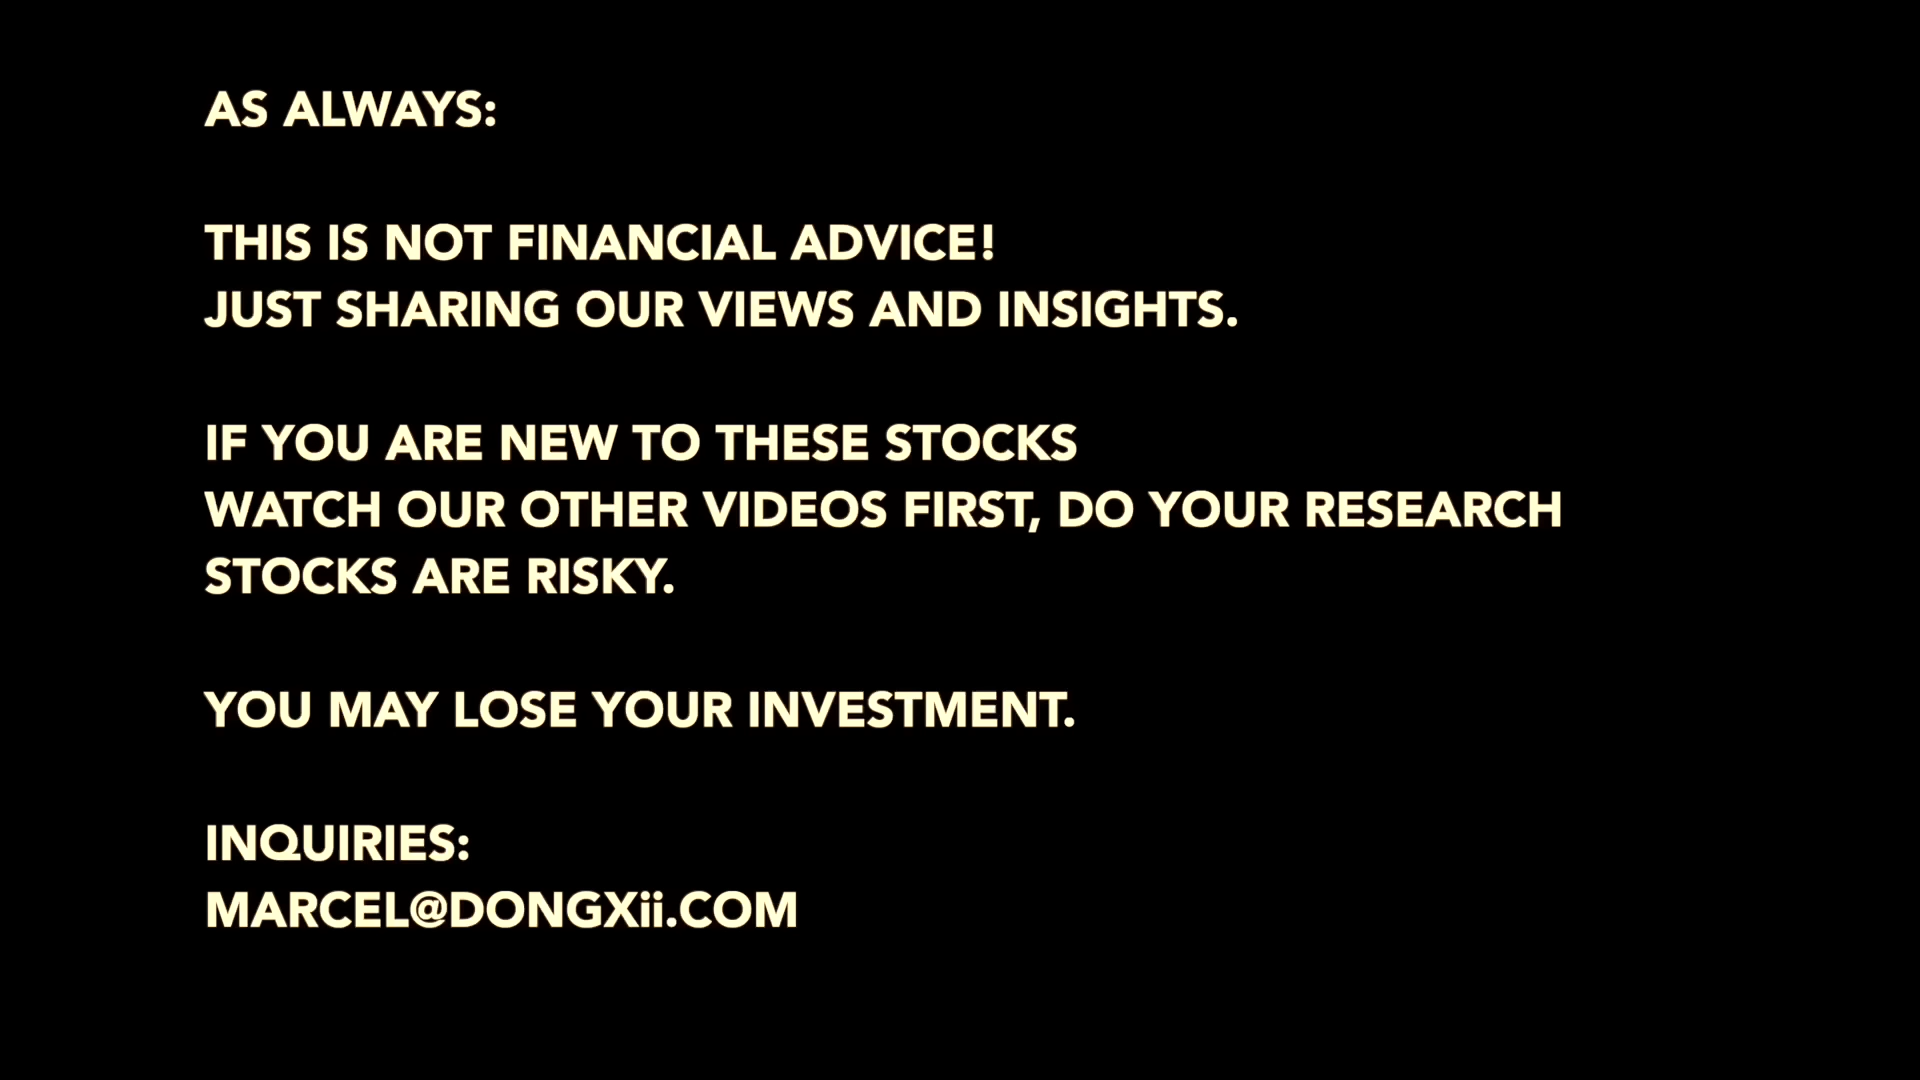 AS ALWAYS:
THIS IS NOT FINANCIAL ADVICE!
JUST SHARING OUR VIEWS AND INSIGHTS.
IF YOU ARE NEW TO THESE STOCKS
WATCH OUR OTHER VIDEOS FIRST, DO YOUR RESEARCH
STOCKS ARE RISKY.
YOU MAY LOSE YOUR INVESTMENT.
INQUIRIES:
MARCEL@DONGXii.COM